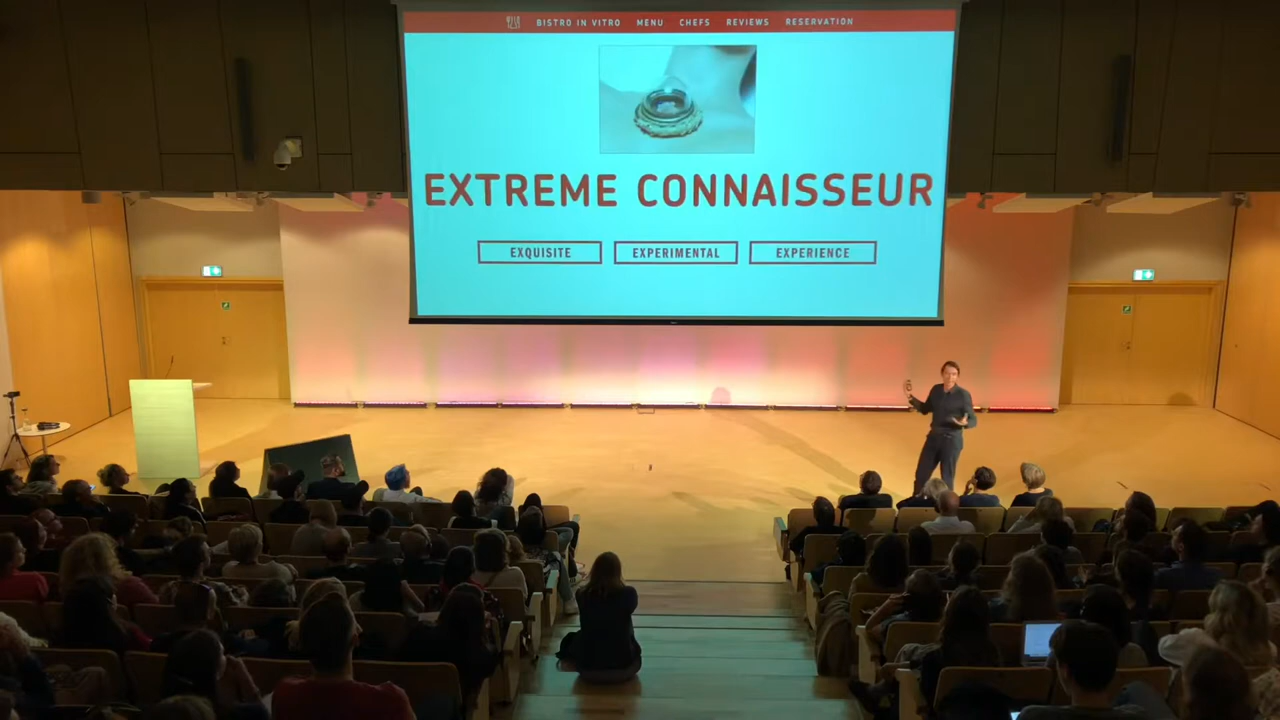 BISTRO IN VITRO MENU CHEFS REVIEWS RESERVATION
EXTREME CONNAISSEUR
EXQUISITE EXPERIMENTAL EXPERIENCE